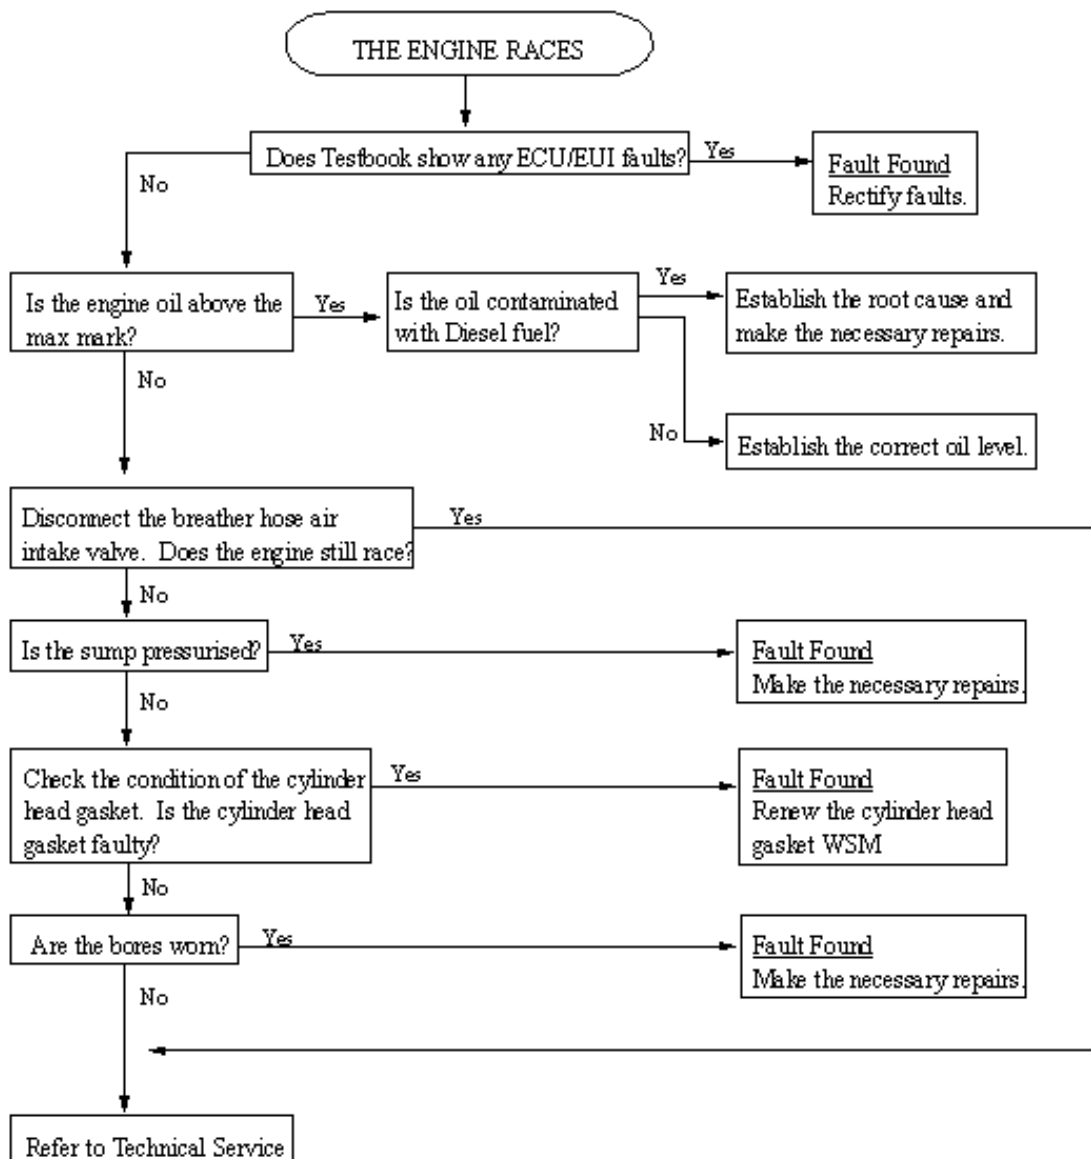 THE ENGINE RACES
Does Testbook show any ECU/EUI faults?
Yes
Fault Found
Rectify faults.
No
Is the engine oil above the
max mark?
Yes
Is the oil contaminated
with Diesel fuel?
Yes
Establish the root cause and
make the necessary repairs.
No
No
Establish the correct oil level.
Disconnect the breather hose air
intake valve. Does the engine still race?
Yes
No
Is the sump pressurised?
Yes
Fault Found
Make the necessary repairs.
No
Check the condition of the cylinder
head gasket. Is the cylinder head
gasket faulty?
Yes
Fault Found
Renew the cylinder head
gasket WSM
No
Are the bores worn?
Yes
Fault Found
Make the necessary repairs.
No
Refer to Technical Service